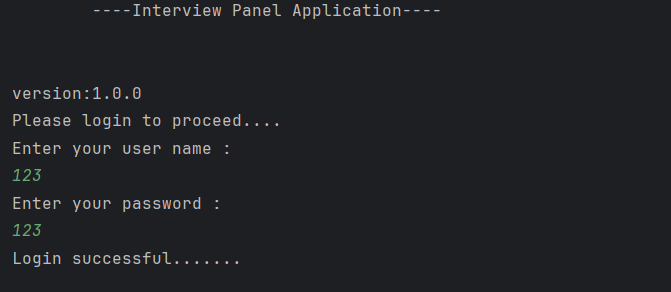 ----Interview Panel Application----
version:1.0.0
Please login to proceed....
Enter your user name :
123
Enter your password :
123
Login successful.......